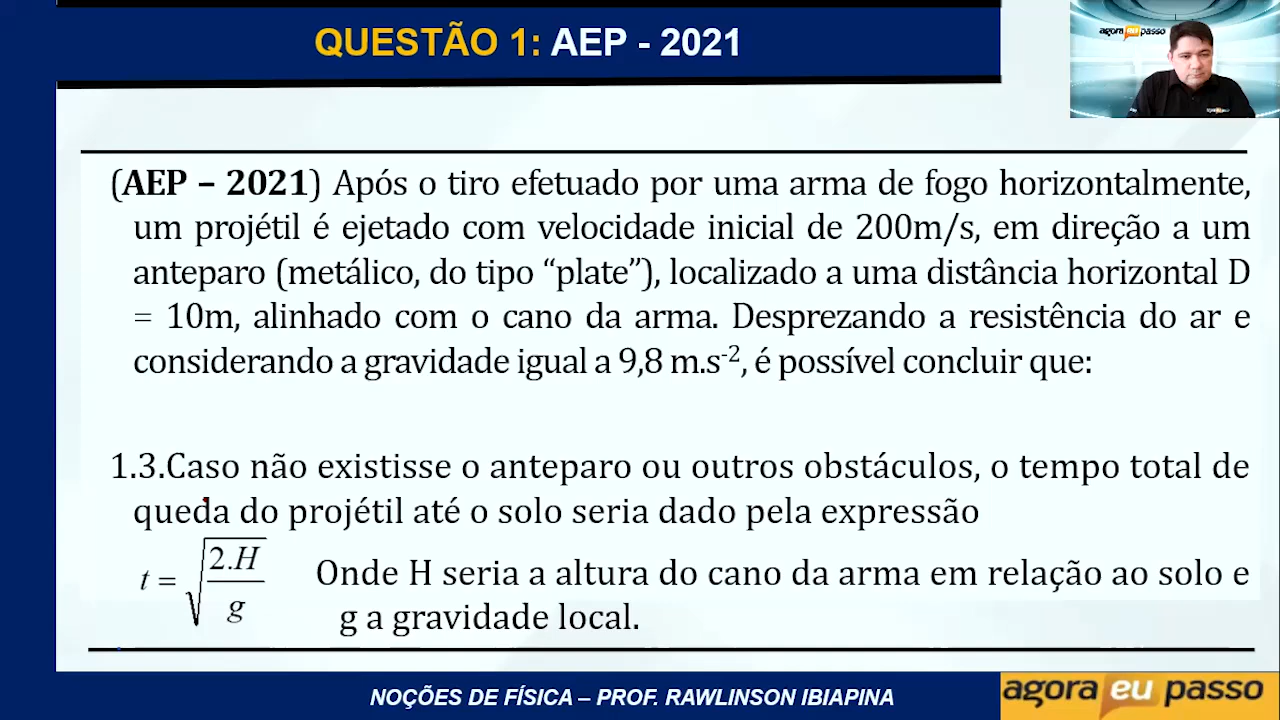 QUESTÃO 1: AEP - 2021
agora eu passo
(AEP – 2021) Após o tiro efetuado por uma arma de fogo horizontalmente,
um projétil é ejetado com velocidade inicial de 200m/s, em direção a um
anteparo (metálico, do tipo “plate”), localizado a uma distância horizontal D
= 10m, alinhado com o cano da arma. Desprezando a resistência do ar e
considerando a gravidade igual a 9,8 m.s⁻², é possível concluir que:
1.3.Caso não existisse o anteparo ou outros obstáculos, o tempo total de
queda do projétil até o solo seria dado pela expressão
t = √(2.H/g)
Onde H seria a altura do cano da arma em relação ao solo e
g a gravidade local.
NOÇÕES DE FÍSICA – PROF. RAWLINSON IBIAPINA
agora eu passo